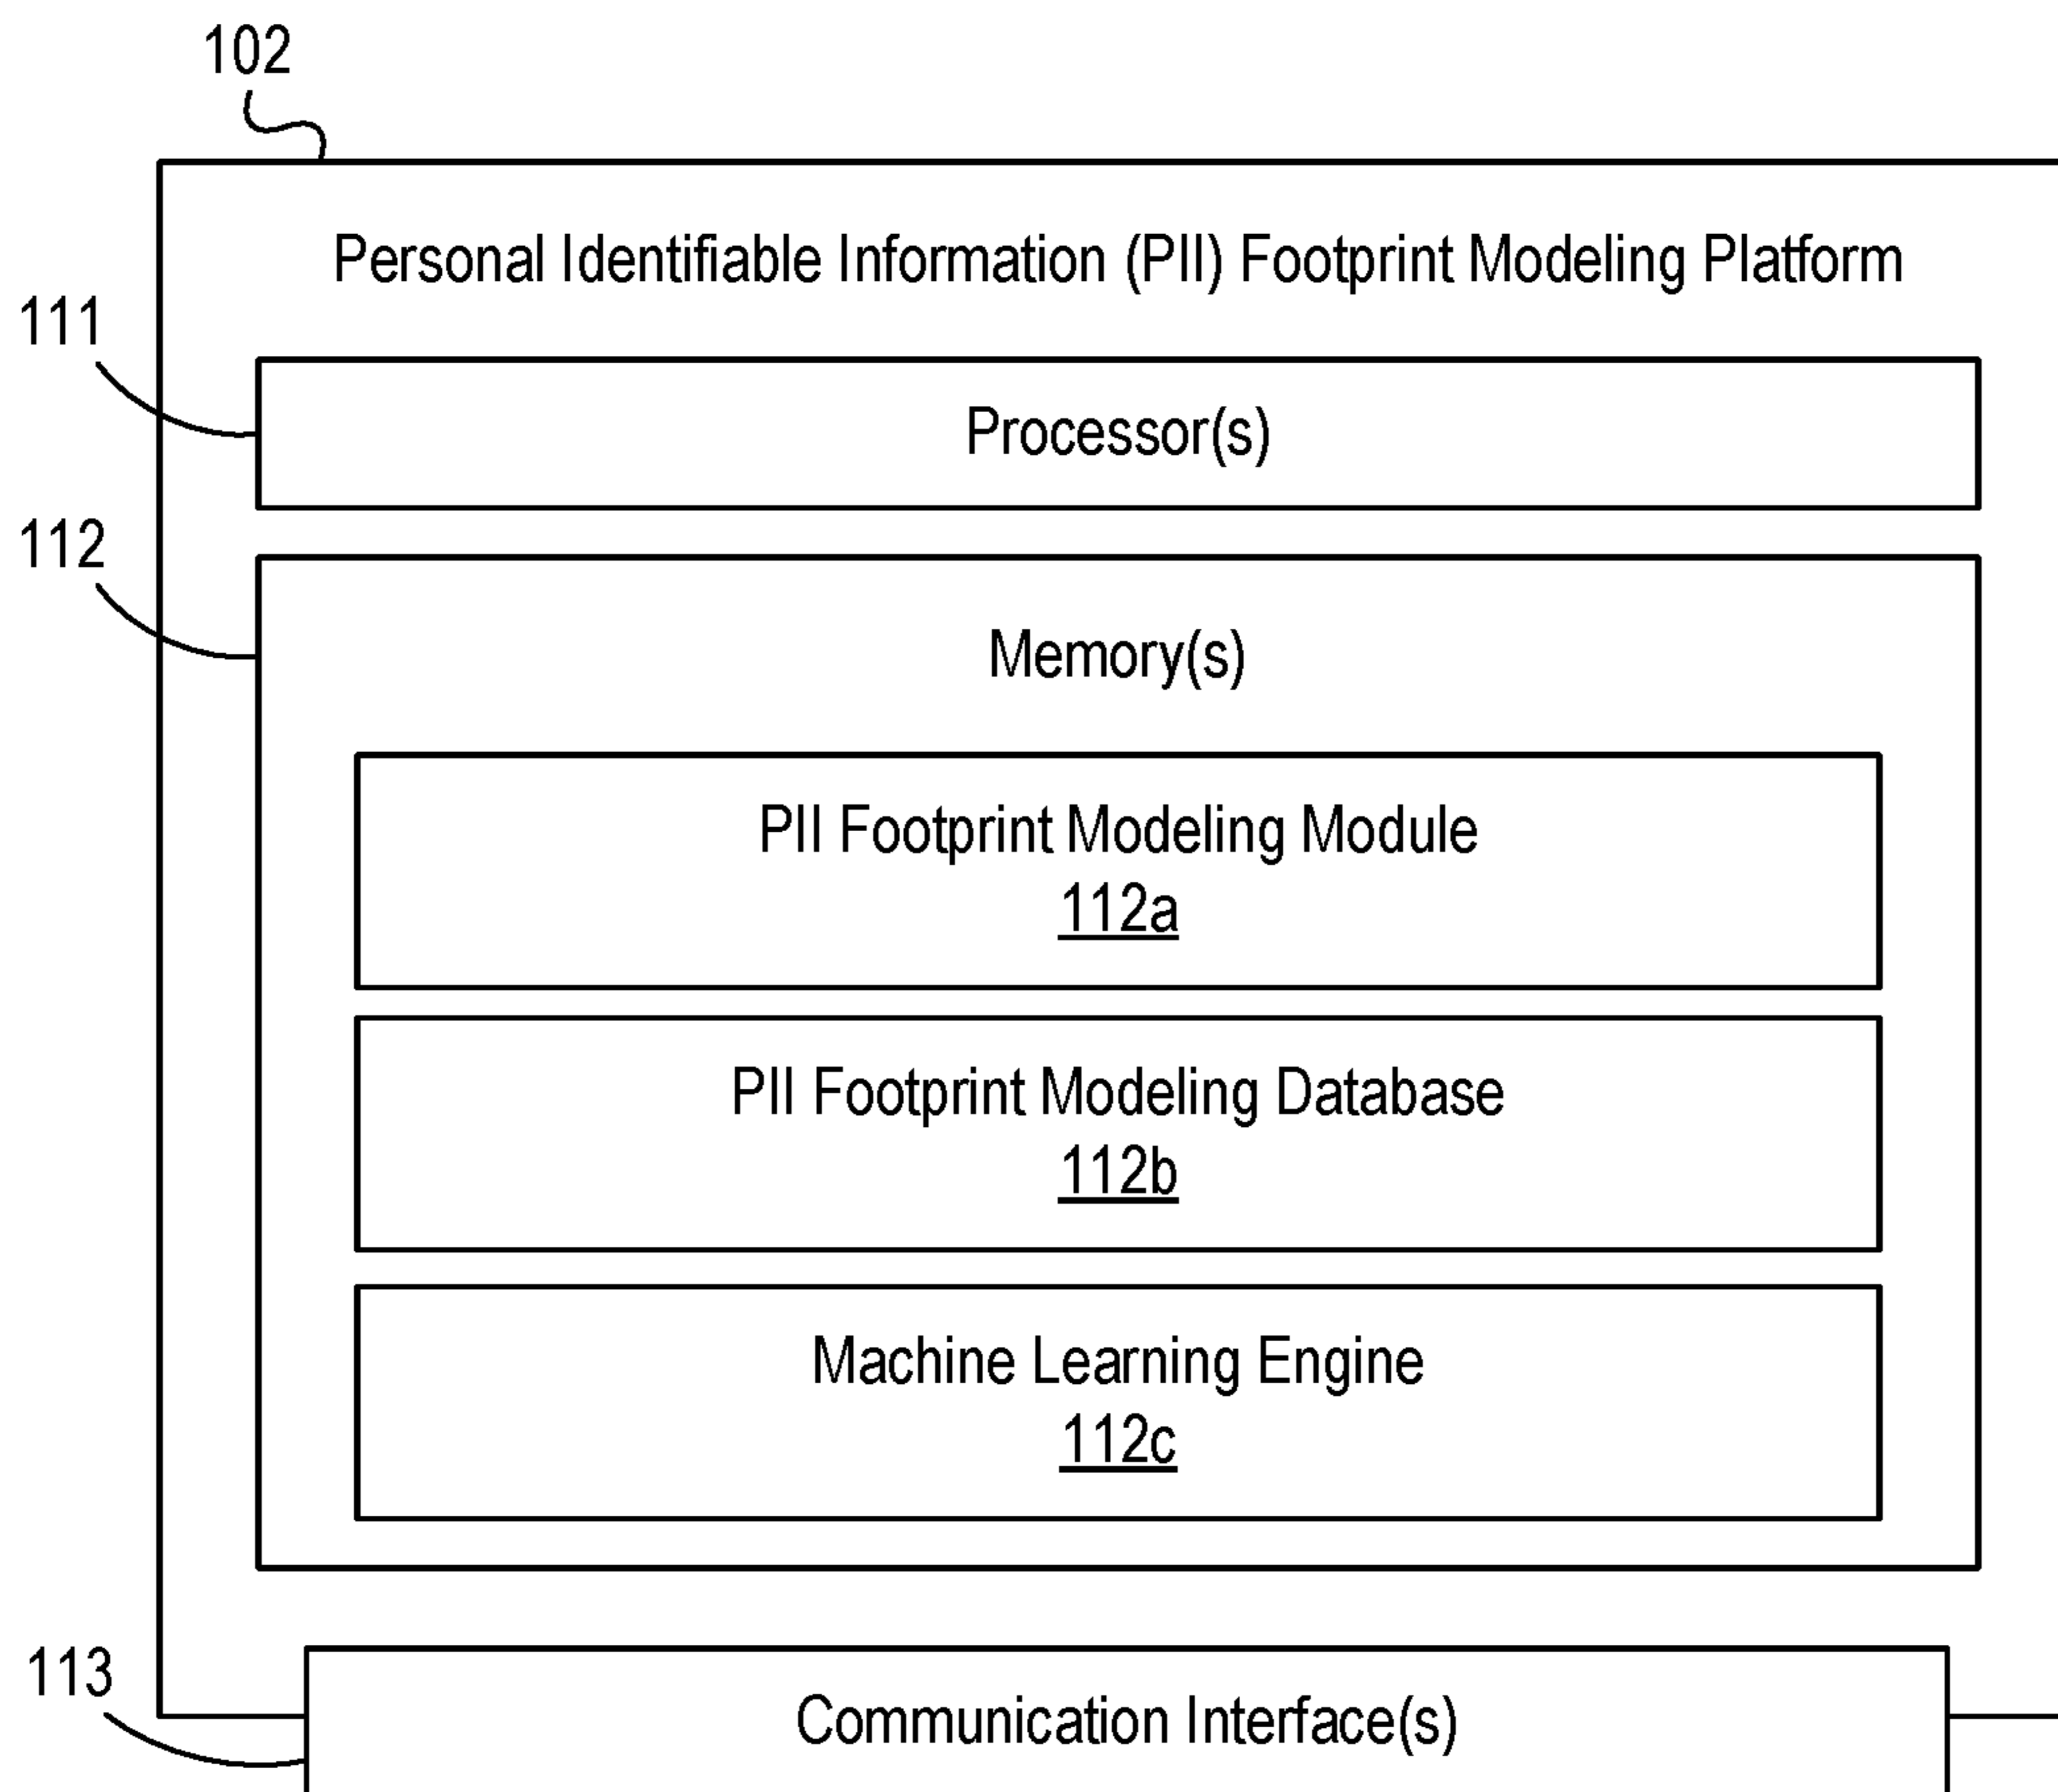 102
Personal Identifiable Information (PII) Footprint Modeling Platform
111
Processor(s)
112
Memory(s)
PII Footprint Modeling Module
112a
PII Footprint Modeling Database
112b
Machine Learning Engine
112c
113
Communication Interface(s)